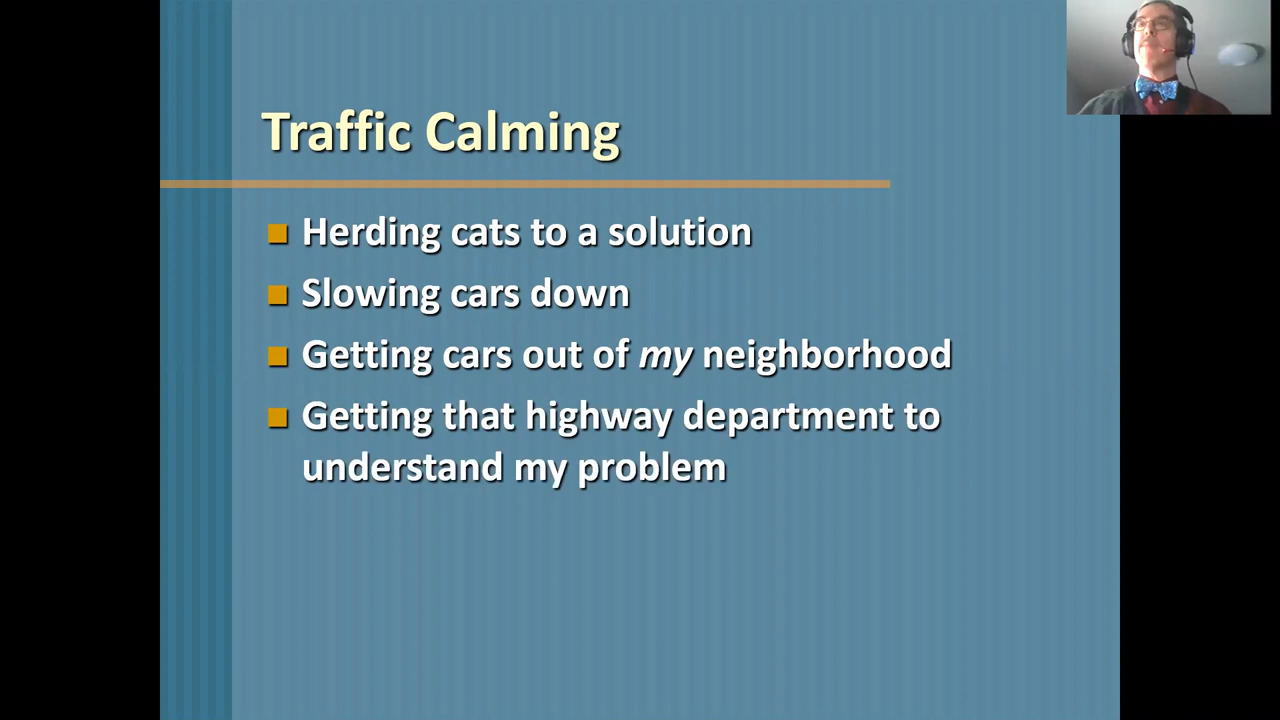 Traffic Calming
Herding cats to a solution
Slowing cars down
Getting cars out of my neighborhood
Getting that highway department to
understand my problem